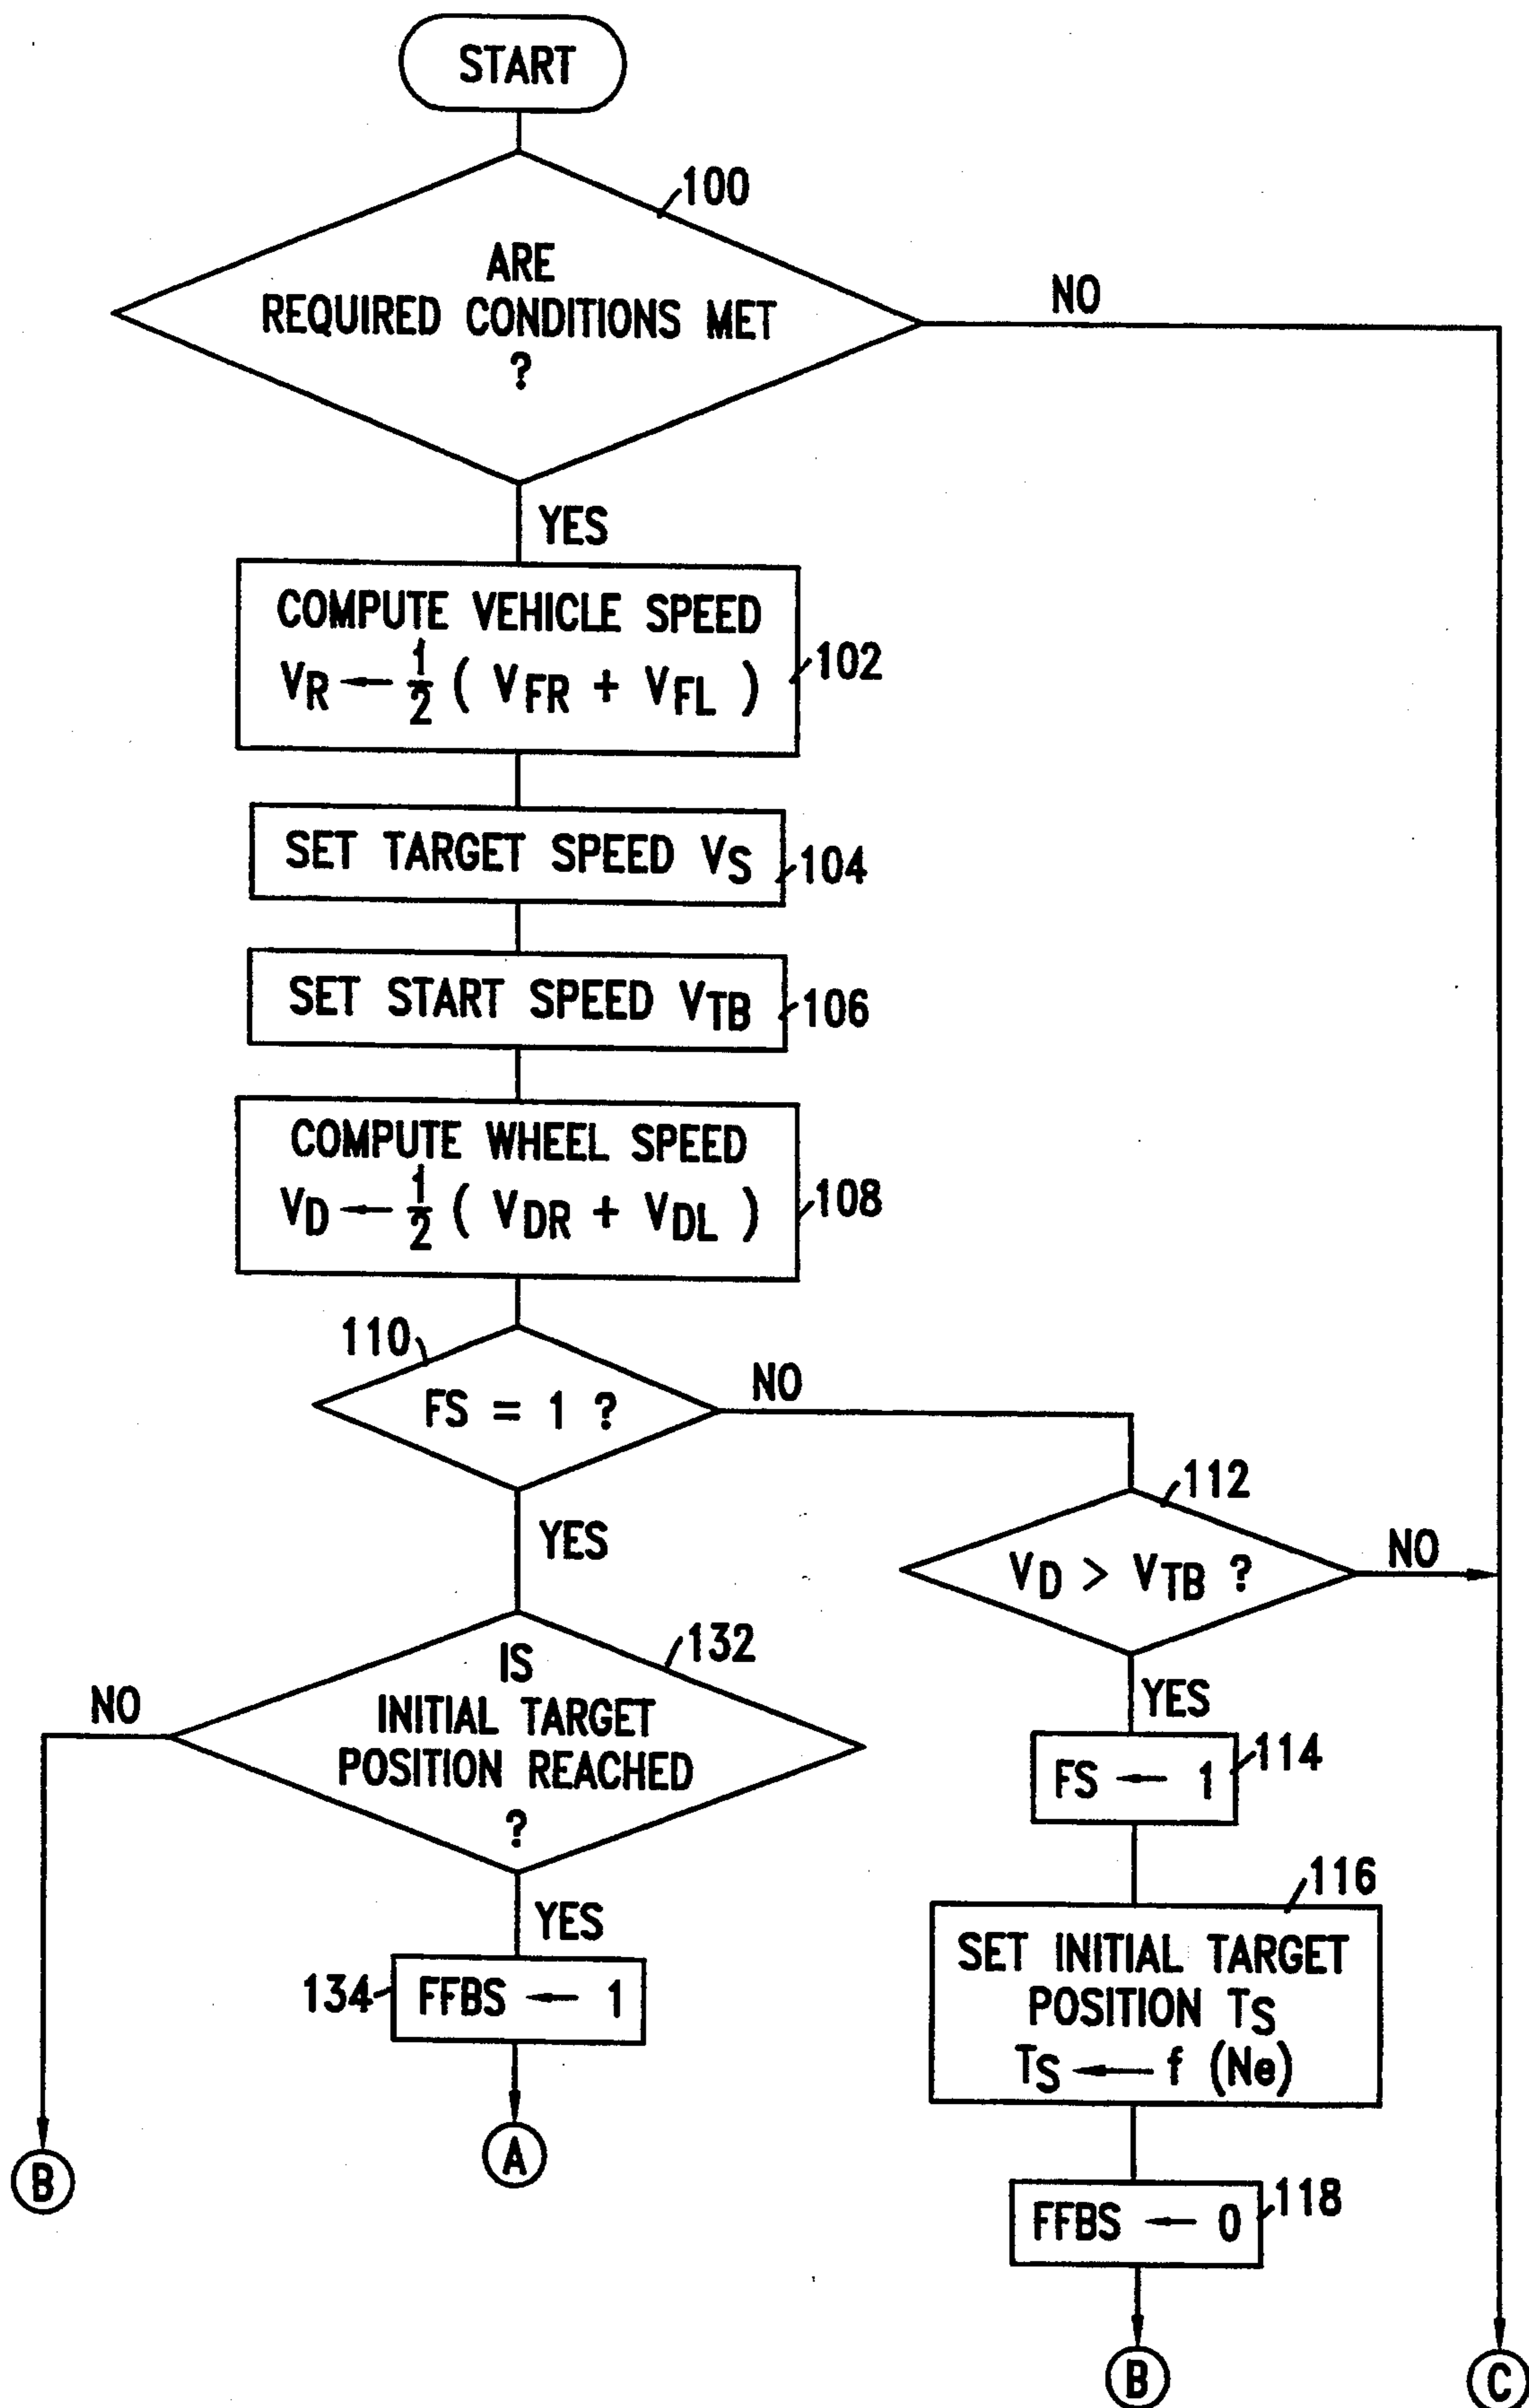 START
100
ARE
REQUIRED CONDITIONS MET
?
NO
YES
COMPUTE VEHICLE SPEED
VR ← 1/2 ( VFR + VFL )
102
SET TARGET SPEED VS
104
SET START SPEED VTB
106
COMPUTE WHEEL SPEED
VD ← 1/2 ( VDR + VDL )
108
110
FS = 1 ?
NO
YES
112
VD > VTB ?
NO
YES
132
IS
INITIAL TARGET
POSITION REACHED
?
NO
YES
FS ← 1
114
116
SET INITIAL TARGET
POSITION TS
TS ← f (Ne)
134
FFBS ← 1
A
B
FFBS ← 0
118
B
C